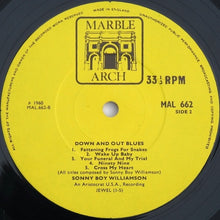 MADE IN ENGLAND
MARBLE
ARCH
33⅓ RPM
MAL 662
SIDE 2
℗ 1960
MAL.662-B
DOWN AND OUT BLUES
1. Fattening Frogs For Snakes
2. Wake Up Baby
3. Your Funeral And My Trial
4. Ninety Nine
5. Cross My Heart
(All titles composed by Sonny Boy Williamson)
SONNY BOY WILLIAMSON
An Aristocrat U.S.A., Recording
JEWEL (1-5)